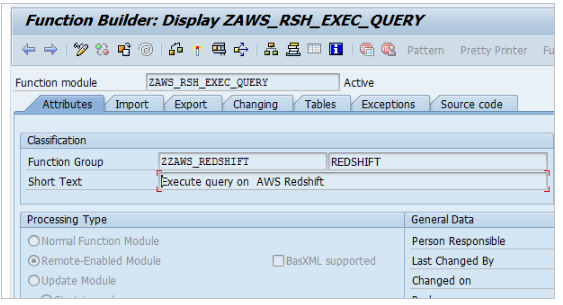 Function Builder: Display ZAWS_RSH_EXEC_QUERY
Pattern Pretty Printer Fu
Function module ZAWS_RSH_EXEC_QUERY Active
Attributes Import Export Changing Tables Exceptions Source code
Classification
Function Group ZZAWS_REDSHIFT REDSHIFT
Short Text Execute query on AWS Redshift
Processing Type General Data
Normal Function Module Person Responsible
Remote-Enabled Module BasXML supported Last Changed By
Update Module Changed on